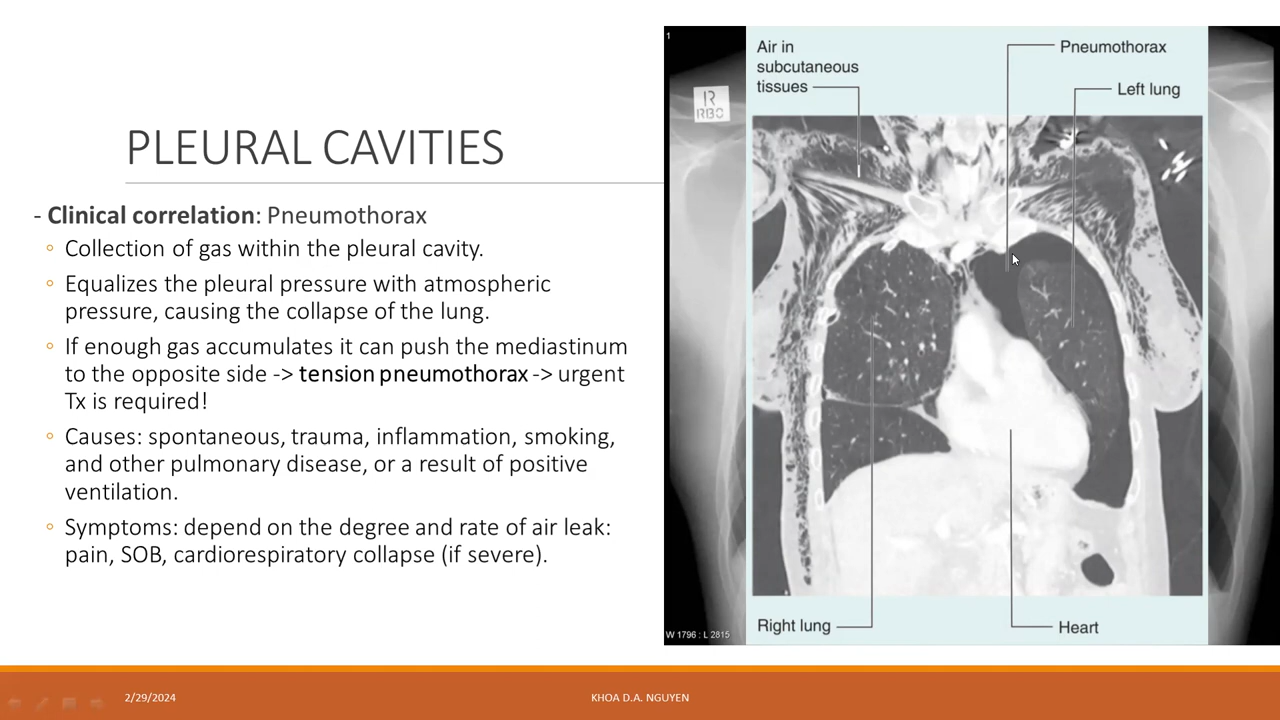 PLEURAL CAVITIES
- Clinical correlation: Pneumothorax
◦ Collection of gas within the pleural cavity.
◦ Equalizes the pleural pressure with atmospheric
pressure, causing the collapse of the lung.
◦ If enough gas accumulates it can push the mediastinum
to the opposite side -> tension pneumothorax -> urgent
Tx is required!
◦ Causes: spontaneous, trauma, inflammation, smoking,
and other pulmonary disease, or a result of positive
ventilation.
◦ Symptoms: depend on the degree and rate of air leak:
pain, SOB, cardiorespiratory collapse (if severe).
1
R
RBO
Air in
subcutaneous
tissues
Pneumothorax
Left lung
Right lung
Heart
W 1796 : L 2815
2/29/2024
KHOA D.A. NGUYEN